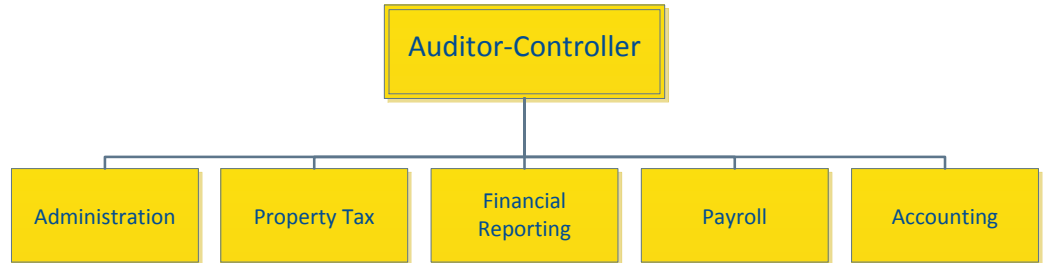 Auditor-Controller
Administration
Property Tax
Financial
Reporting
Payroll
Accounting